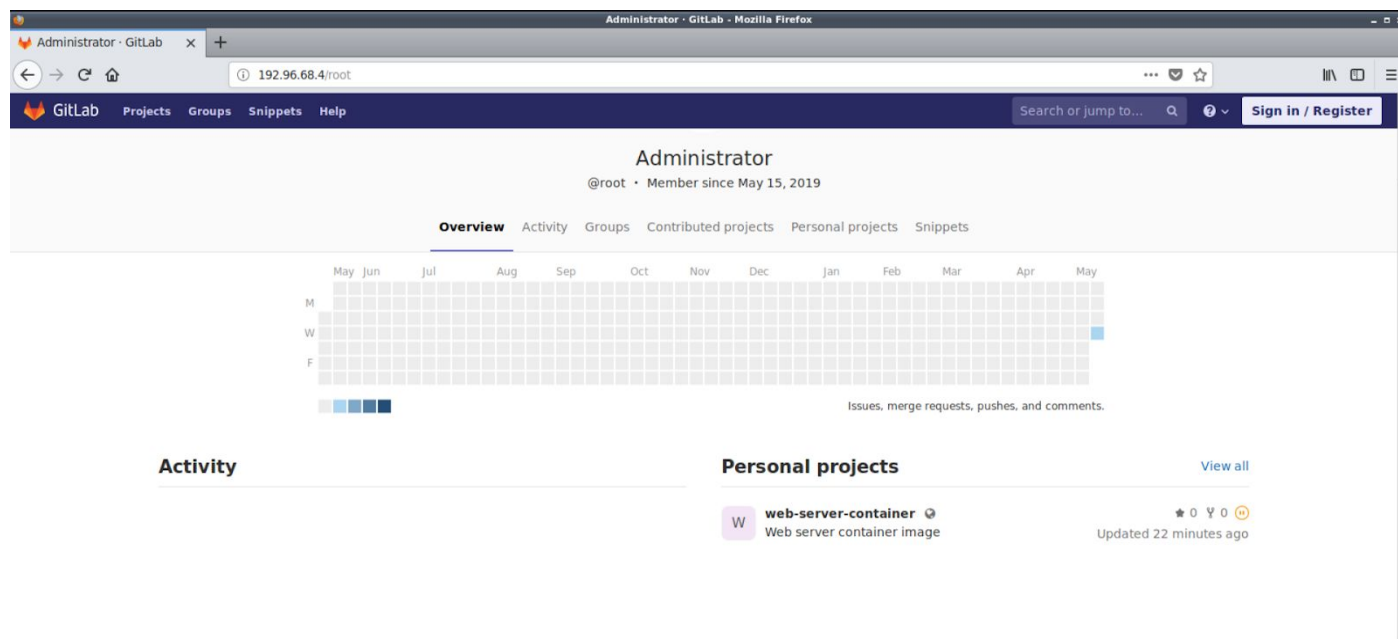 Administrator · GitLab - Mozilla Firefox
Administrator · GitLab
192.96.68.4/root
GitLab Projects Groups Snippets Help Search or jump to... Sign in / Register
Administrator
@root · Member since May 15, 2019
Overview Activity Groups Contributed projects Personal projects Snippets
May Jun Jul Aug Sep Oct Nov Dec Jan Feb Mar Apr May
M
W
F
Issues, merge requests, pushes, and comments.
Activity
Personal projects View all
W web-server-container 0 0
Web server container image Updated 22 minutes ago